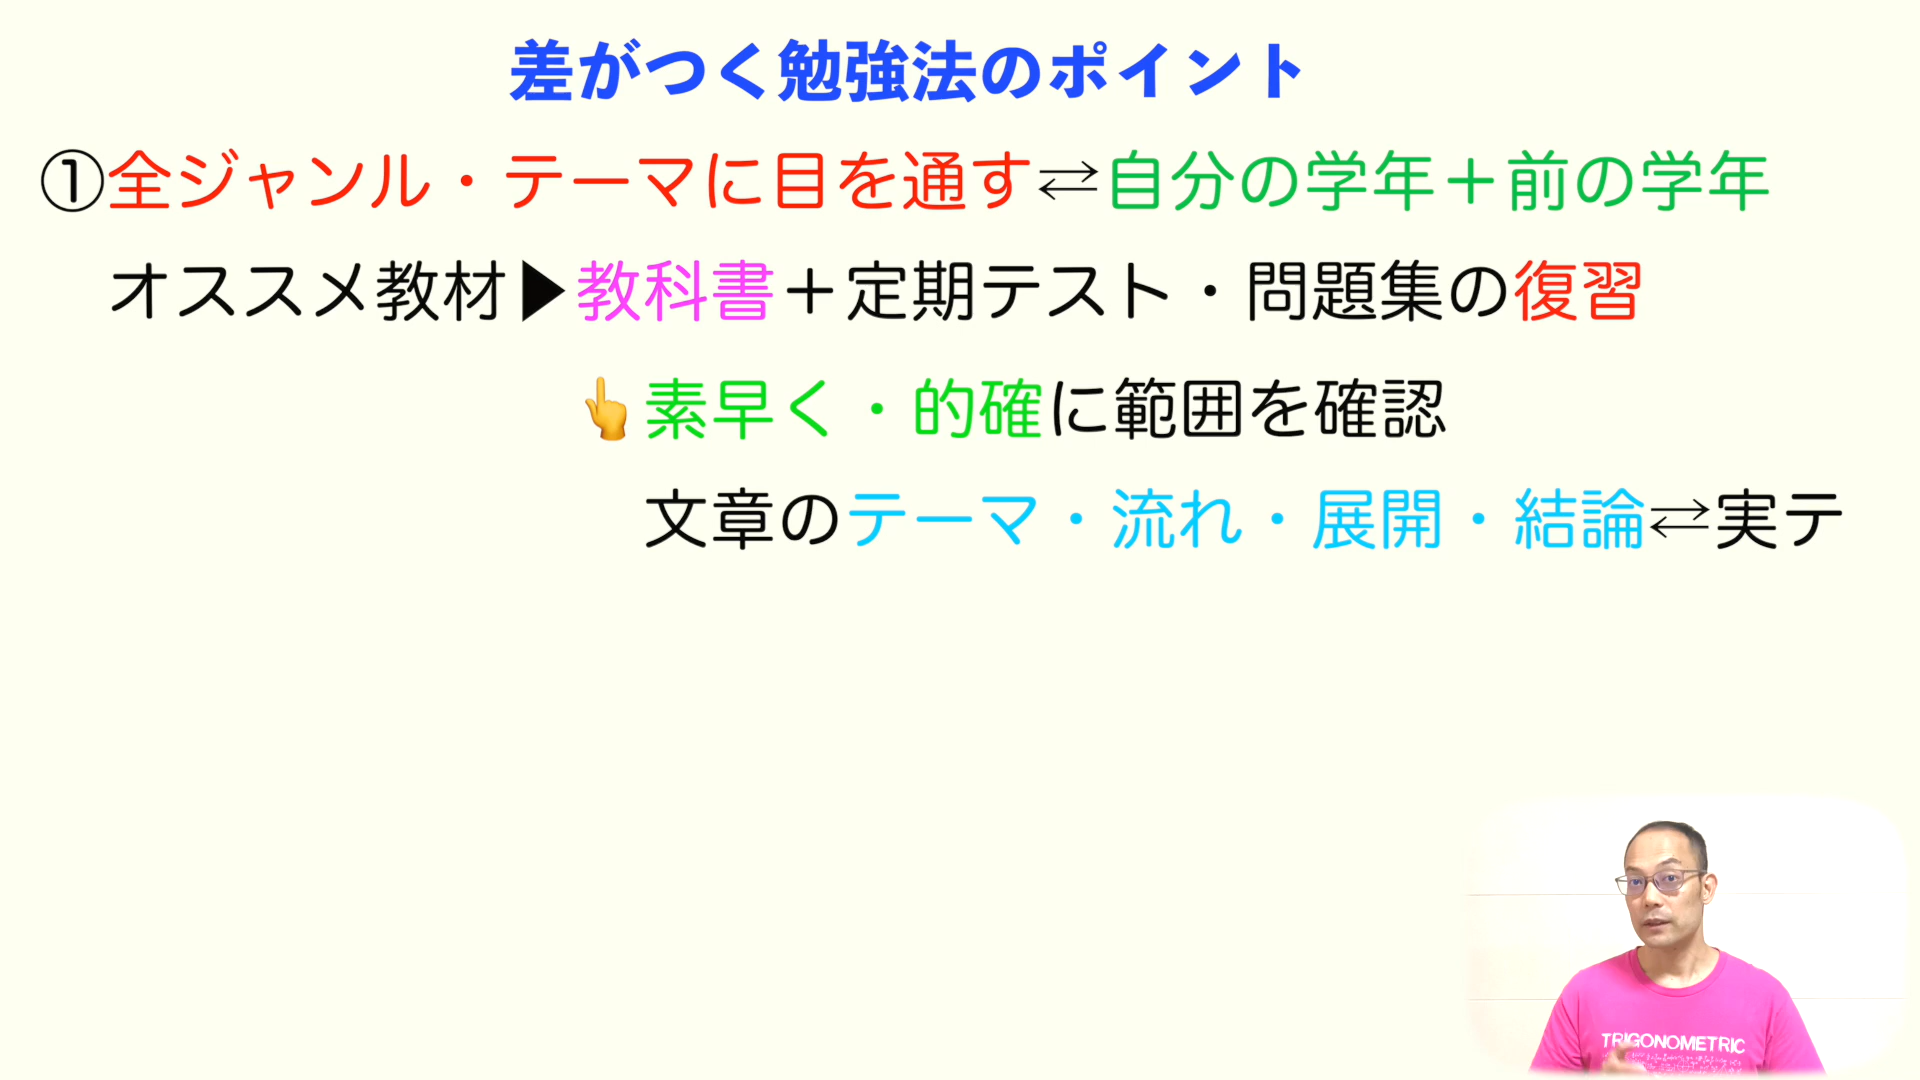 差がつく勉強法のポイント
①全ジャンル・テーマに目を通す⇄自分の学年＋前の学年
オススメ教材▶教科書＋定期テスト・問題集の復習
👆素早く・的確に範囲を確認
文章のテーマ・流れ・展開・結論⇄実テ
TRIGONOMETRIC